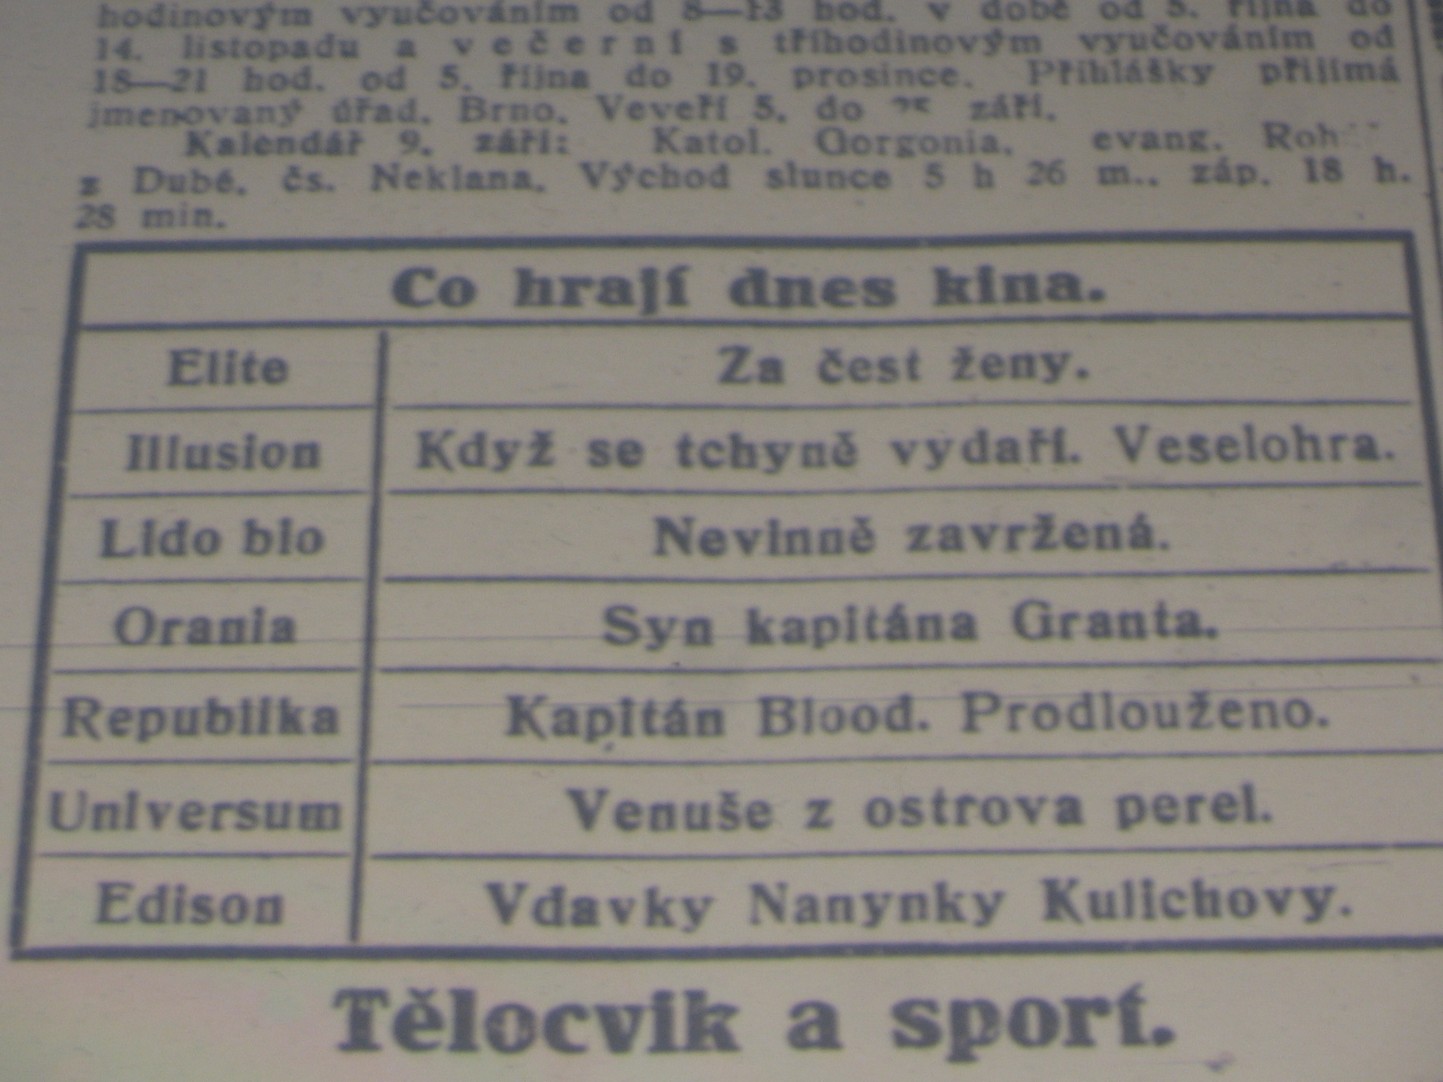 hodinovým vyučováním od 8—13 hod. v době od 5. října do
14. listopadu a večerní s tříhodinovým vyučováním od
18—21 hod. od 5. října do 19. prosince. Přihlášky přijímá
jmenovaný úřad, Brno, Veveří 5, do 25 září.
Kalendář 9. září: Katol. Gorgonia, evang. Roh
z Dubé, čs. Neklana. Východ slunce 5 h 26 m., záp. 18 h.
28 min.
Co hrají dnes kina.
Elite Za čest ženy.
Illusion Když se tchyně vydaří. Veselohra.
Lido bio Nevinně zavržená.
Orania Syn kapitána Granta.
Republika Kapitán Blood. Prodlouženo.
Universum Venuše z ostrova perel.
Edison Vdavky Nanynky Kulichovy.
Tělocvik a sport.